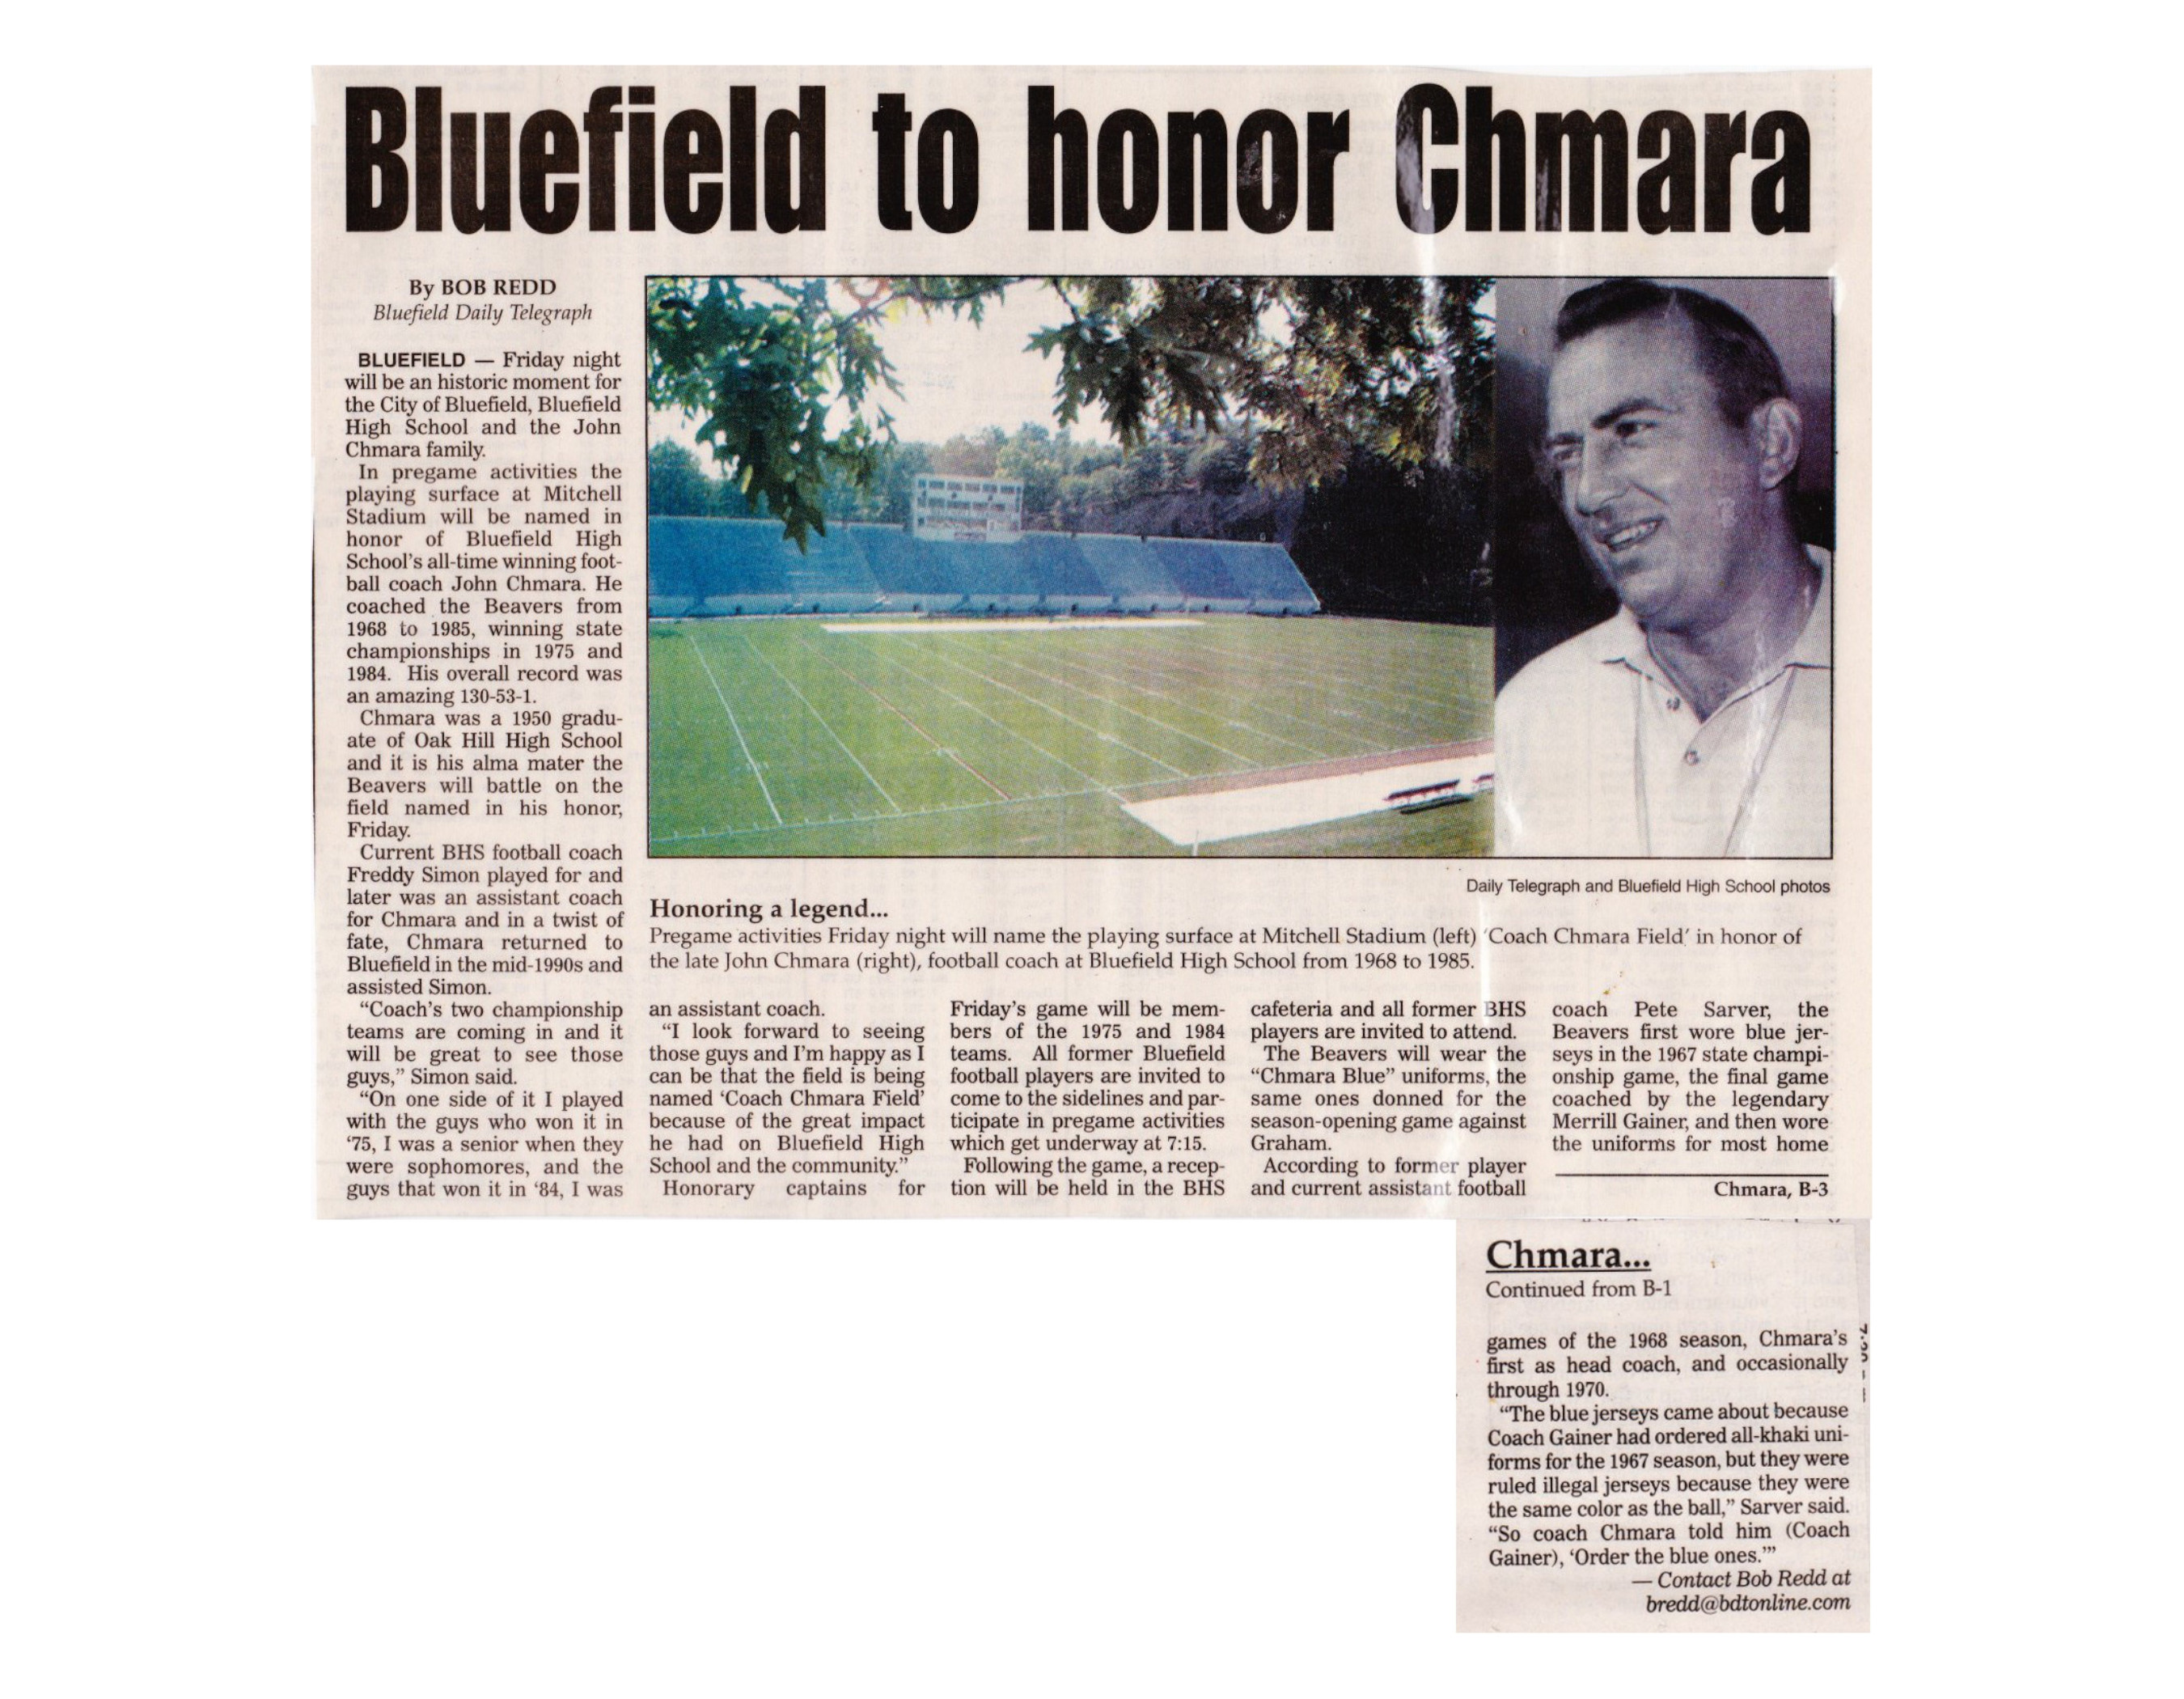 Bluefield to honor Chmara
By BOB REDD
Bluefield Daily Telegraph
BLUEFIELD — Friday night
will be an historic moment for
the City of Bluefield, Bluefield
High School and the John
Chmara family.
In pregame activities the
playing surface at Mitchell
Stadium will be named in
honor of Bluefield High
School's all-time winning foot-
ball coach John Chmara. He
coached the Beavers from
1968 to 1985, winning state
championships in 1975 and
1984. His overall record was
an amazing 130-53-1.
Chmara was a 1950 gradu-
ate of Oak Hill High School
and it is his alma mater the
Beavers will battle on the
field named in his honor,
Friday.
Current BHS football coach
Freddy Simon played for and
later was an assistant coach
for Chmara and in a twist of
fate, Chmara returned to
Bluefield in the mid-1990s and
assisted Simon.
“Coach's two championship
teams are coming in and it
will be great to see those
guys,” Simon said.
“On one side of it I played
with the guys who won it in
‘75, I was a senior when they
were sophomores, and the
guys that won it in ‘84, I was
Daily Telegraph and Bluefield High School photos
Honoring a legend...
Pregame activities Friday night will name the playing surface at Mitchell Stadium (left) ‘Coach Chmara Field’ in honor of
the late John Chmara (right), football coach at Bluefield High School from 1968 to 1985.
an assistant coach.
“I look forward to seeing
those guys and I'm happy as I
can be that the field is being
named ‘Coach Chmara Field’
because of the great impact
he had on Bluefield High
School and the community.”
Honorary captains for
Friday's game will be mem-
bers of the 1975 and 1984
teams. All former Bluefield
football players are invited to
come to the sidelines and par-
ticipate in pregame activities
which get underway at 7:15.
Following the game, a recep-
tion will be held in the BHS
cafeteria and all former BHS
players are invited to attend.
The Beavers will wear the
“Chmara Blue” uniforms, the
same ones donned for the
season-opening game against
Graham.
According to former player
and current assistant football
coach Pete Sarver, the
Beavers first wore blue jer-
seys in the 1967 state champi-
onship game, the final game
coached by the legendary
Merrill Gainer, and then wore
the uniforms for most home
Chmara, B-3
Chmara...
Continued from B-1
games of the 1968 season, Chmara's
first as head coach, and occasionally
through 1970.
“The blue jerseys came about because
Coach Gainer had ordered all-khaki uni-
forms for the 1967 season, but they were
ruled illegal jerseys because they were
the same color as the ball,” Sarver said.
“So coach Chmara told him (Coach
Gainer), ‘Order the blue ones.’”
— Contact Bob Redd at
bredd@bdtonline.com